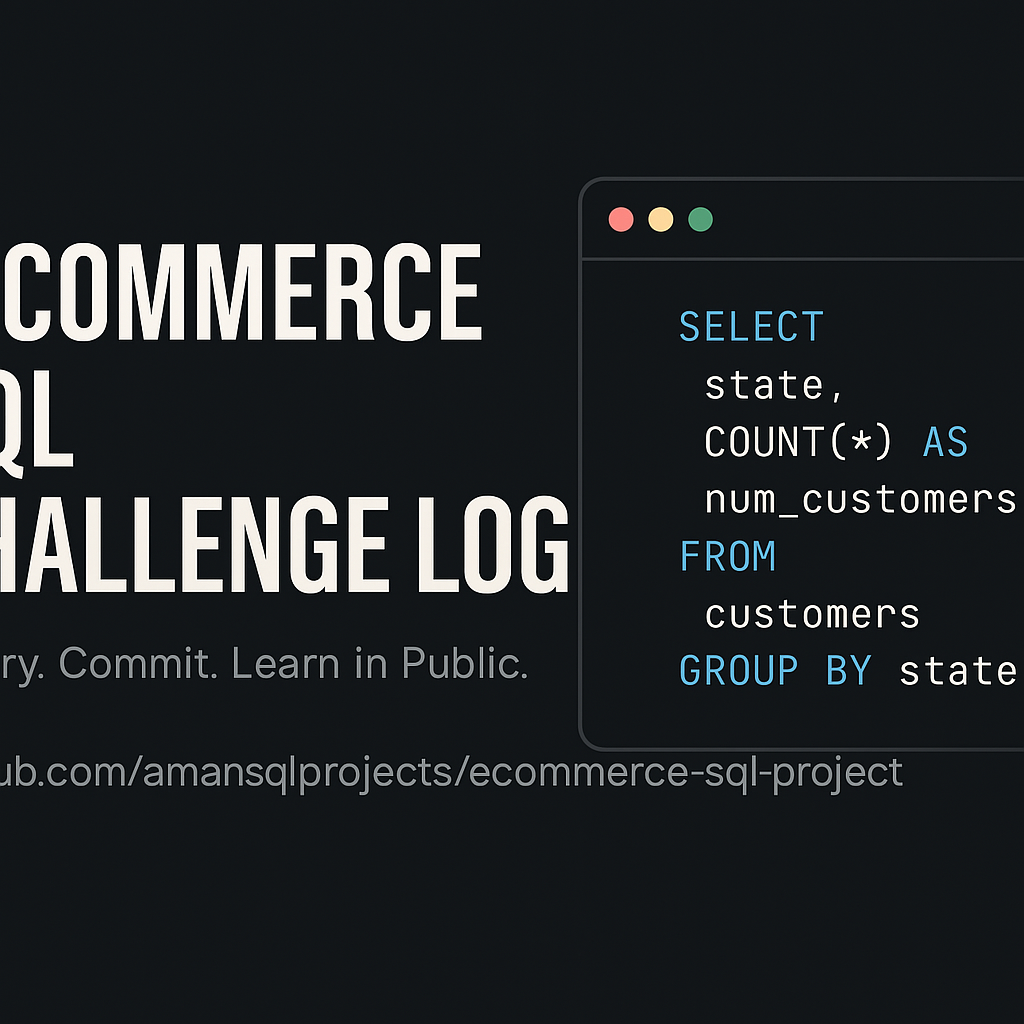 COMMERCE
QL
HALLENGE LOG
ry. Commit. Learn in Public.
ub.com/amansqlprojects/ecommerce-sql-project
SELECT
state,
COUNT(*) AS
num_customers
FROM
customers
GROUP BY state